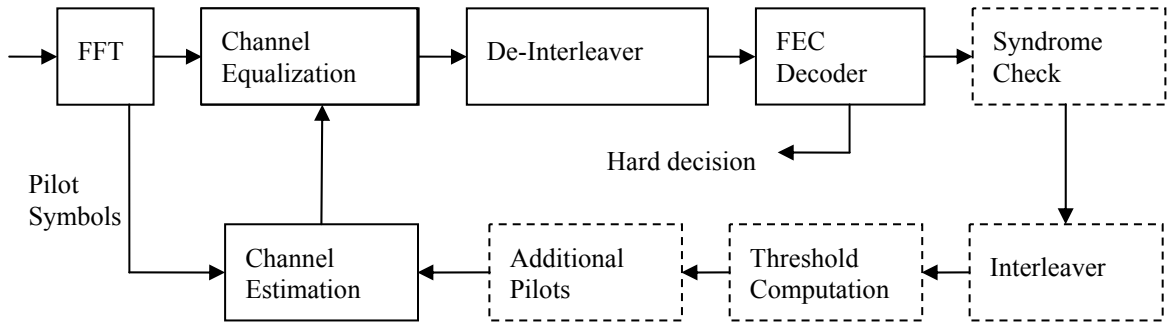 FFT
Channel
Equalization
De-Interleaver
FEC
Decoder
Syndrome
Check
Hard decision
Pilot
Symbols
Channel
Estimation
Additional
Pilots
Threshold
Computation
Interleaver